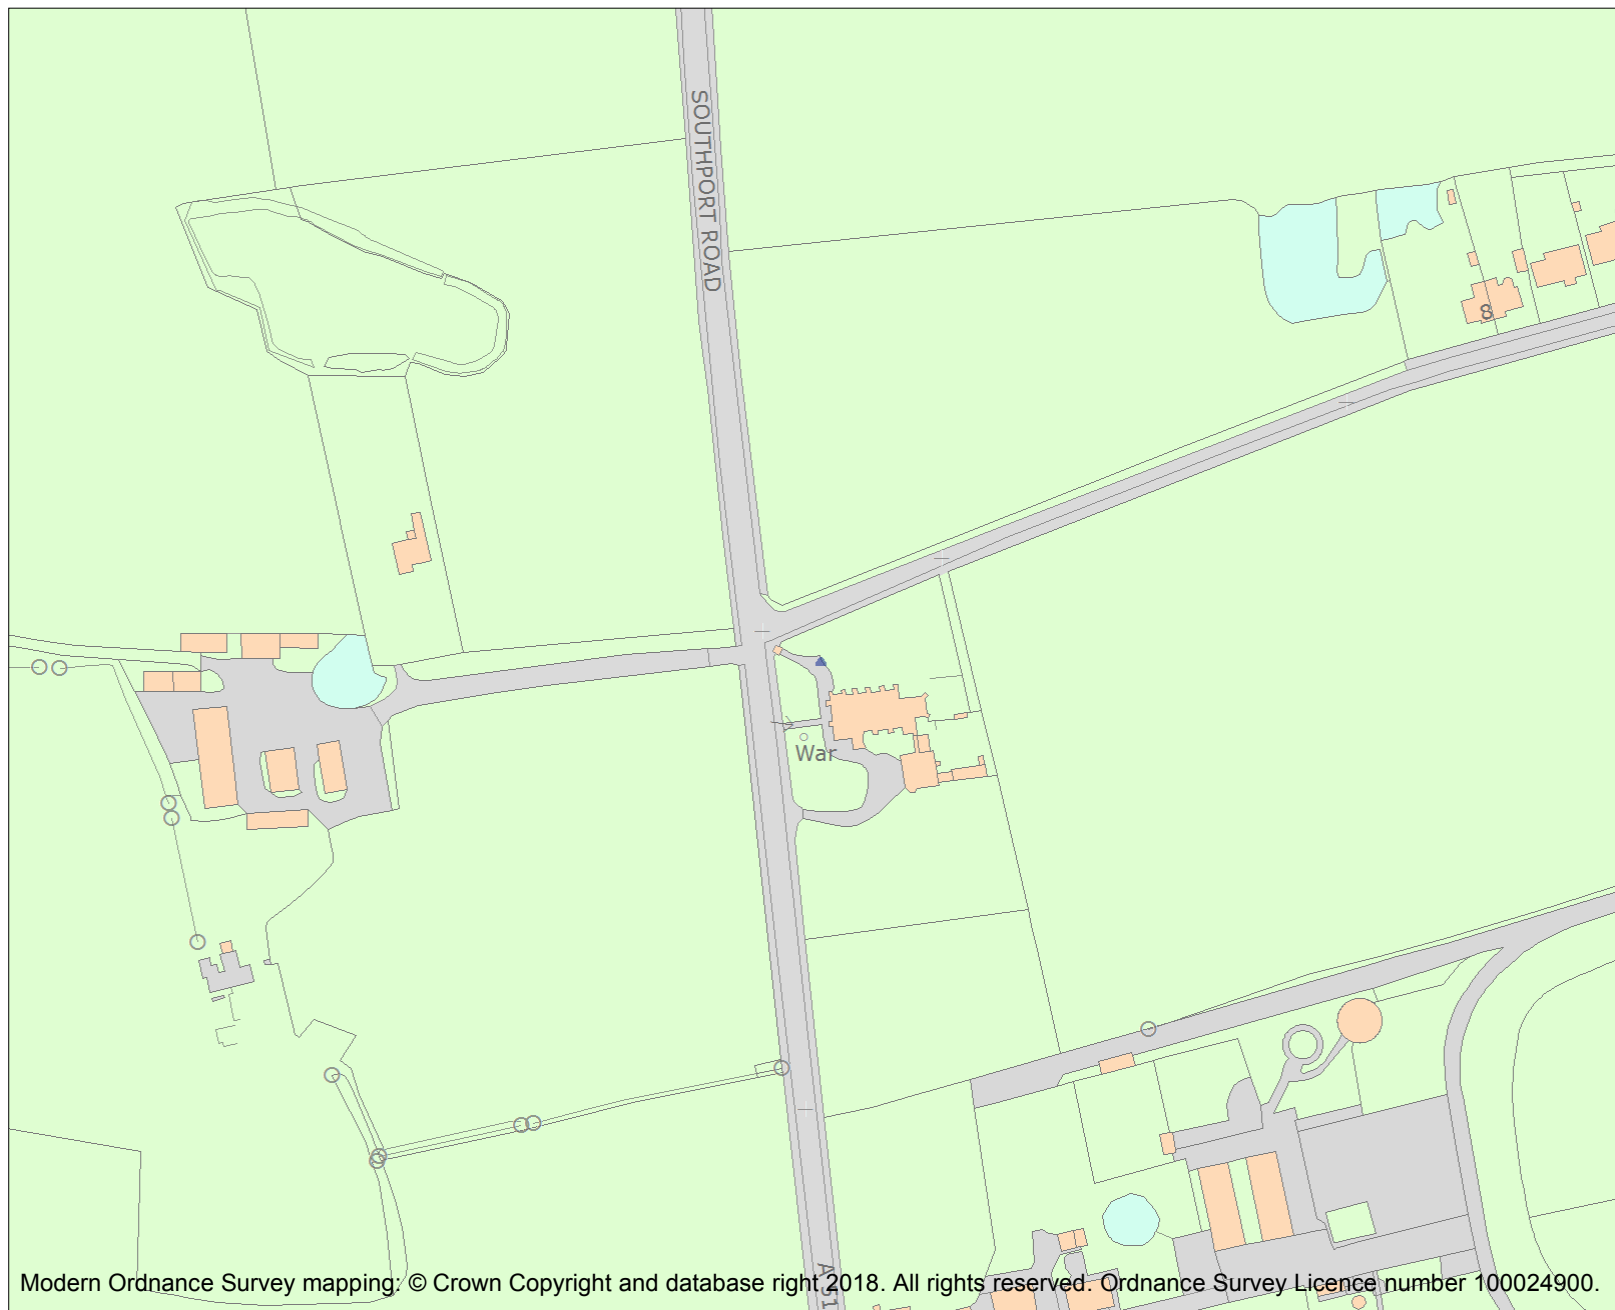 SOUTHPORT ROAD
8
War
Modern Ordnance Survey mapping: © Crown Copyright and database right 2018. All rights reserved. Ordnance Survey Licence number 100024900.